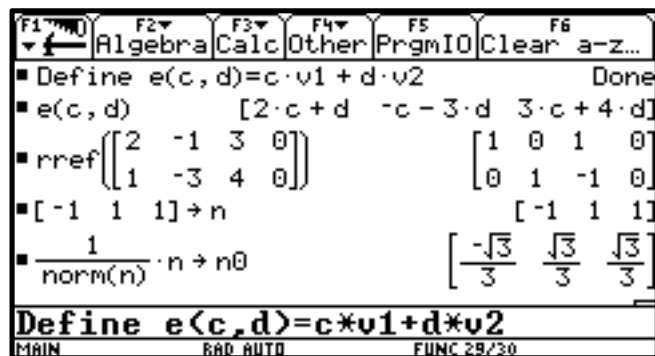 F1 F2 F3 F4 F5 F6
Algebra Calc Other PrgmIO Clear a-z…
▪ Define e(c,d)=c·v1 + d·v2 Done
▪ e(c,d) [2·c + d -c - 3·d 3·c + 4·d]
▪ rref([2 -1 3 0] [1 0 1 0]
[1 -3 4 0]) [0 1 -1 0]
▪ [-1 1 1] → n [-1 1 1]
▪ 1/norm(n) · n → n0 [-√3/3 √3/3 √3/3]
Define e(c,d)=c*v1+d*v2
MAIN RAD AUTO FUNC 29/30